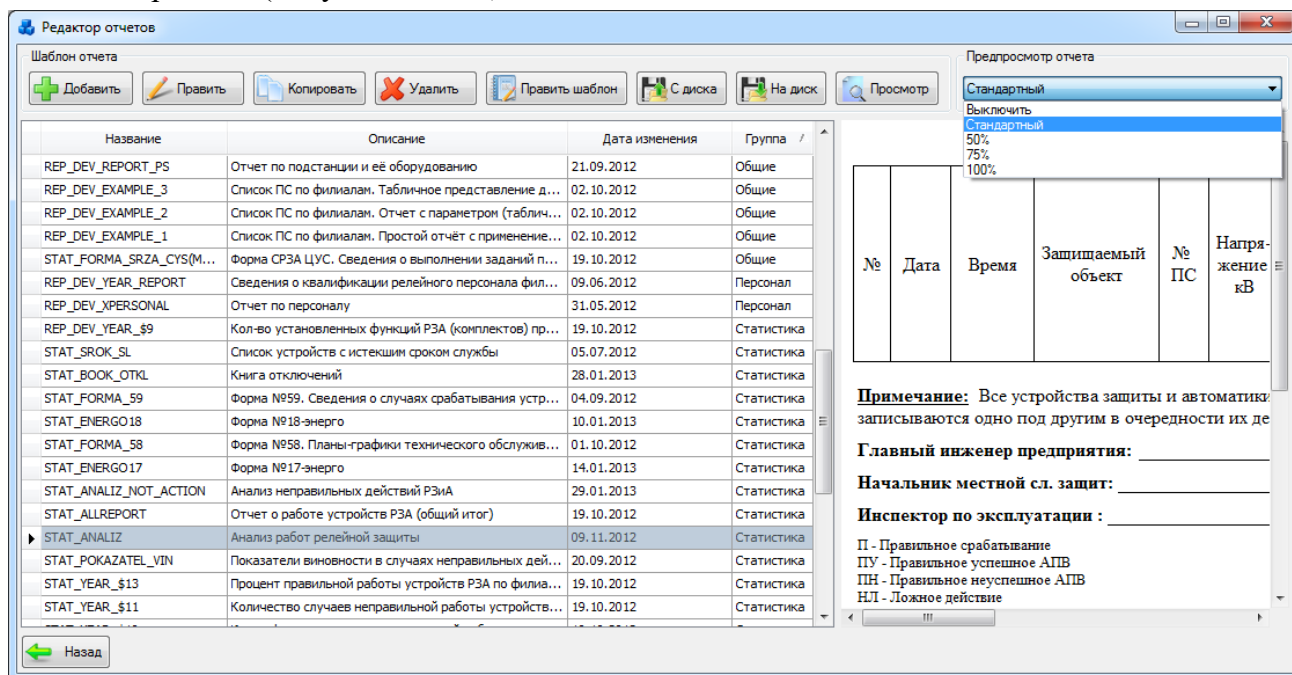 Редактор отчетов
Шаблон отчета
Предпросмотр отчета
Добавить Править Копировать Удалить Править шаблон С диска На диск Просмотр
Стандартный
Выключить
Стандартный
50%
75%
100%
Название Описание Дата изменения Группа
REP_DEV_REPORT_PS Отчет по подстанции и её оборудованию 21.09.2012 Общие
REP_DEV_EXAMPLE_3 Список ПС по филиалам. Табличное представление д... 02.10.2012 Общие
REP_DEV_EXAMPLE_2 Список ПС по филиалам. Отчет с параметром (таблич... 02.10.2012 Общие
REP_DEV_EXAMPLE_1 Список ПС по филиалам. Простой отчёт с применение... 02.10.2012 Общие
STAT_FORMA_SRZA_CYS(M... Форма СРЗА ЦУС. Сведения о выполнении заданий п... 19.10.2012 Общие
REP_DEV_YEAR_REPORT Сведения о квалификации релейного персонала фил... 09.06.2012 Персонал
REP_DEV_XPERSONAL Отчет по персоналу 31.05.2012 Персонал
REP_DEV_YEAR_$9 Кол-во установленных функций РЗА (комплектов) пр... 19.10.2012 Статистика
STAT_SROK_SL Список устройств с истекшим сроком службы 05.07.2012 Статистика
STAT_BOOK_OTKL Книга отключений 28.01.2013 Статистика
STAT_FORMA_59 Форма №59. Сведения о случаях срабатывания устр... 04.09.2012 Статистика
STAT_ENERGO18 Форма №18-энерго 10.01.2013 Статистика
STAT_FORMA_58 Форма №58. Планы-графики технического обслужив... 01.10.2012 Статистика
STAT_ENERGO17 Форма №17-энерго 14.01.2013 Статистика
STAT_ANALIZ_NOT_ACTION Анализ неправильных действий РЗиА 29.01.2013 Статистика
STAT_ALLREPORT Отчет о работе устройств РЗА (общий итог) 19.10.2012 Статистика
STAT_ANALIZ Анализ работ релейной защиты 09.11.2012 Статистика
STAT_POKAZATEL_VIN Показатели виновности в случаях неправильных дей... 20.09.2012 Статистика
STAT_YEAR_$13 Процент правильной работы устройств РЗА по филиа... 19.10.2012 Статистика
STAT_YEAR_$11 Количество случаев неправильной работы устройств... 19.10.2012 Статистика
№ Дата Время Защищаемый объект № ПС Напря-жение кВ
Примечание: Все устройства защиты и автоматики
записываются одно под другим в очередности их де
Главный инженер предприятия:
Начальник местной сл. защит:
Инспектор по эксплуатации :
П - Правильное срабатывание
ПУ - Правильное успешное АПВ
ПН - Правильное неуспешное АПВ
НЛ - Ложное действие
Назад